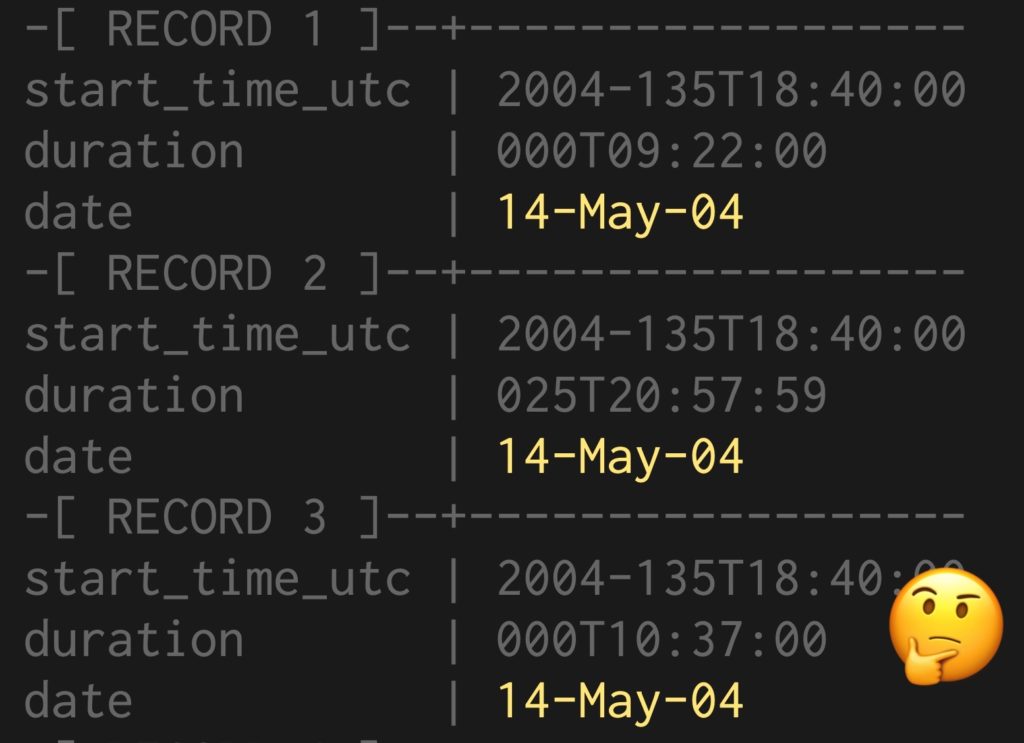 -[ RECORD 1 ]--+------------------
start_time_utc | 2004-135T18:40:00
duration       | 000T09:22:00
date           | 14-May-04
-[ RECORD 2 ]--+------------------
start_time_utc | 2004-135T18:40:00
duration       | 025T20:57:59
date           | 14-May-04
-[ RECORD 3 ]--+------------------
start_time_utc | 2004-135T18:40:00
duration       | 000T10:37:00
date           | 14-May-04